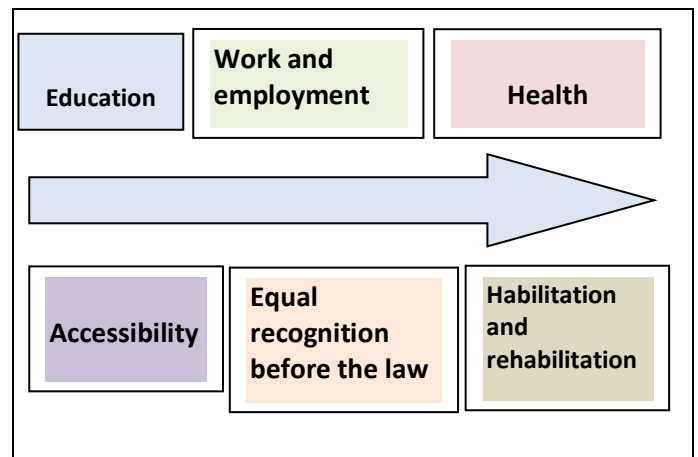 Education
Work and
employment
Health
Accessibility
Equal
recognition
before the law
Habilitation
and
rehabilitation